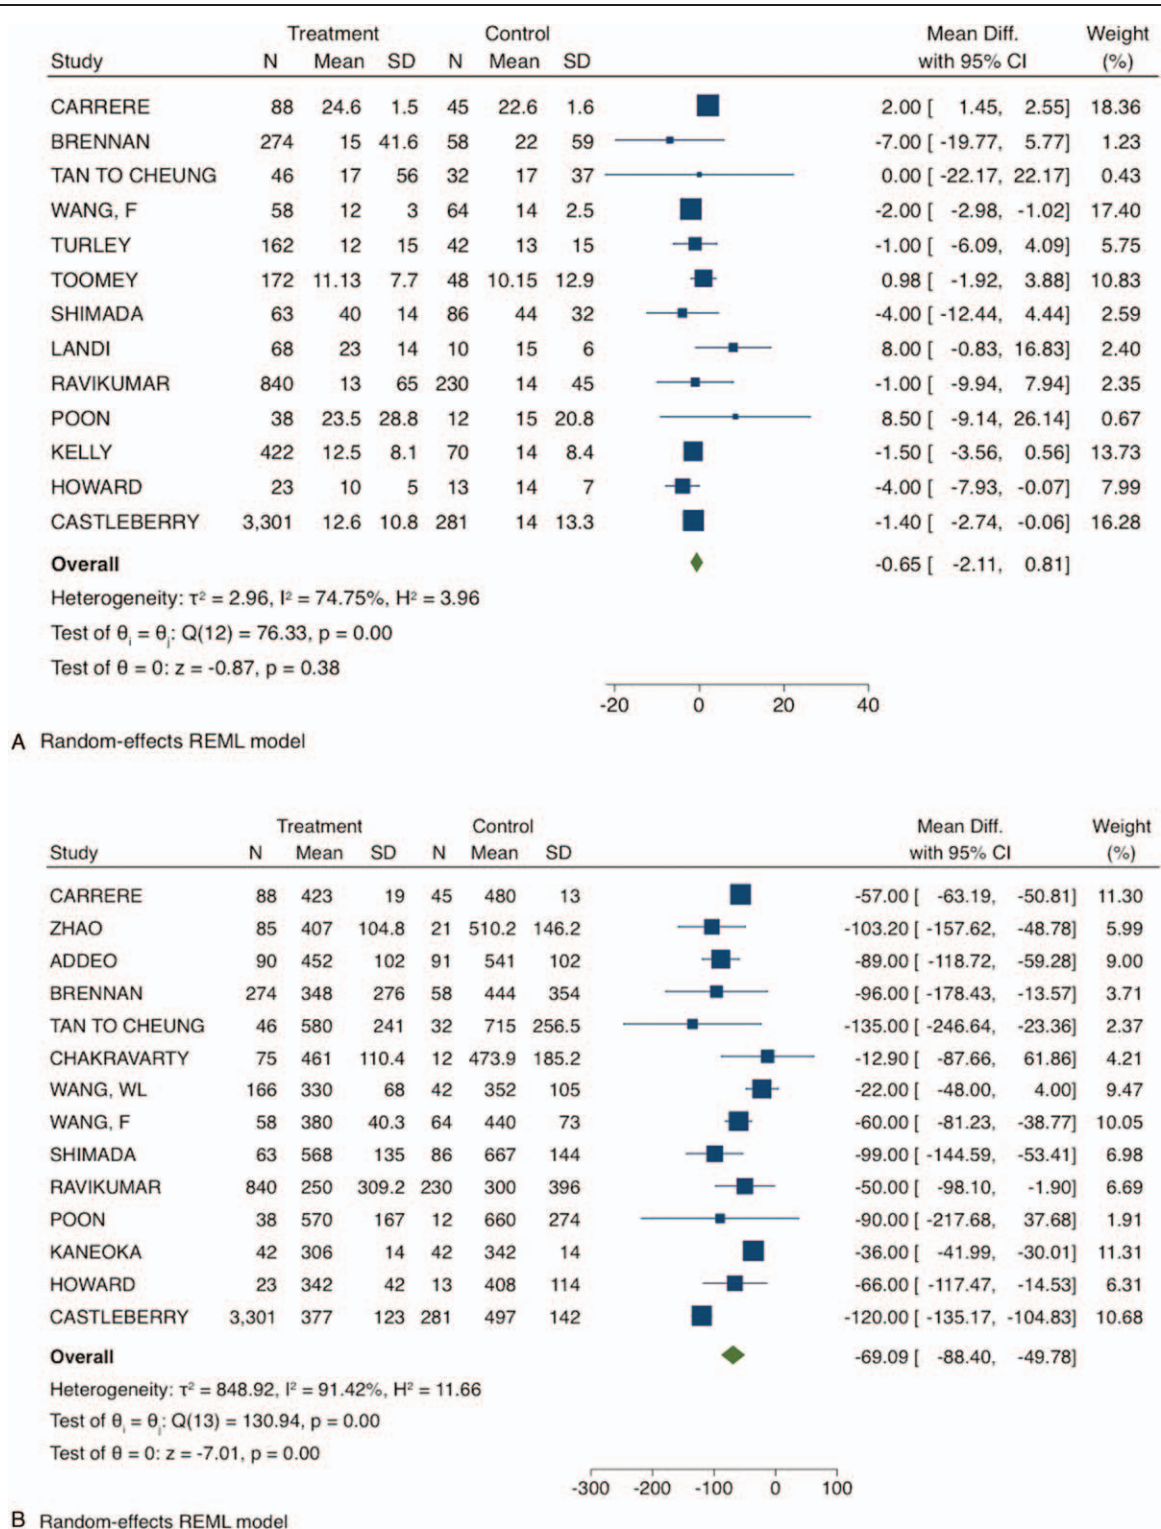 Treatment Control Mean Diff. Weight
Study N Mean SD N Mean SD with 95% CI (%)
CARRERE 88 24.6 1.5 45 22.6 1.6 2.00 [ 1.45, 2.55] 18.36
BRENNAN 274 15 41.6 58 22 59 -7.00 [ -19.77, 5.77] 1.23
TAN TO CHEUNG 46 17 56 32 17 37 0.00 [ -22.17, 22.17] 0.43
WANG, F 58 12 3 64 14 2.5 -2.00 [ -2.98, -1.02] 17.40
TURLEY 162 12 15 42 13 15 -1.00 [ -6.09, 4.09] 5.75
TOOMEY 172 11.13 7.7 48 10.15 12.9 0.98 [ -1.92, 3.88] 10.83
SHIMADA 63 40 14 86 44 32 -4.00 [ -12.44, 4.44] 2.59
LANDI 68 23 14 10 15 6 8.00 [ -0.83, 16.83] 2.40
RAVIKUMAR 840 13 65 230 14 45 -1.00 [ -9.94, 7.94] 2.35
POON 38 23.5 28.8 12 15 20.8 8.50 [ -9.14, 26.14] 0.67
KELLY 422 12.5 8.1 70 14 8.4 -1.50 [ -3.56, 0.56] 13.73
HOWARD 23 10 5 13 14 7 -4.00 [ -7.93, -0.07] 7.99
CASTLEBERRY 3,301 12.6 10.8 281 14 13.3 -1.40 [ -2.74, -0.06] 16.28
Overall -0.65 [ -2.11, 0.81]
Heterogeneity: τ² = 2.96, I² = 74.75%, H² = 3.96
Test of θᵢ = θⱼ: Q(12) = 76.33, p = 0.00
Test of θ = 0: z = -0.87, p = 0.38
-20 0 20 40
A Random-effects REML model
Treatment Control Mean Diff. Weight
Study N Mean SD N Mean SD with 95% CI (%)
CARRERE 88 423 19 45 480 13 -57.00 [ -63.19, -50.81] 11.30
ZHAO 85 407 104.8 21 510.2 146.2 -103.20 [ -157.62, -48.78] 5.99
ADDEO 90 452 102 91 541 102 -89.00 [ -118.72, -59.28] 9.00
BRENNAN 274 348 276 58 444 354 -96.00 [ -178.43, -13.57] 3.71
TAN TO CHEUNG 46 580 241 32 715 256.5 -135.00 [ -246.64, -23.36] 2.37
CHAKRAVARTY 75 461 110.4 12 473.9 185.2 -12.90 [ -87.66, 61.86] 4.21
WANG, WL 166 330 68 42 352 105 -22.00 [ -48.00, 4.00] 9.47
WANG, F 58 380 40.3 64 440 73 -60.00 [ -81.23, -38.77] 10.05
SHIMADA 63 568 135 86 667 144 -99.00 [ -144.59, -53.41] 6.98
RAVIKUMAR 840 250 309.2 230 300 396 -50.00 [ -98.10, -1.90] 6.69
POON 38 570 167 12 660 274 -90.00 [ -217.68, 37.68] 1.91
KANEOKA 42 306 14 42 342 14 -36.00 [ -41.99, -30.01] 11.31
HOWARD 23 342 42 13 408 114 -66.00 [ -117.47, -14.53] 6.31
CASTLEBERRY 3,301 377 123 281 497 142 -120.00 [ -135.17, -104.83] 10.68
Overall -69.09 [ -88.40, -49.78]
Heterogeneity: τ² = 848.92, I² = 91.42%, H² = 11.66
Test of θᵢ = θⱼ: Q(13) = 130.94, p = 0.00
Test of θ = 0: z = -7.01, p = 0.00
-300 -200 -100 0 100
B Random-effects REML model